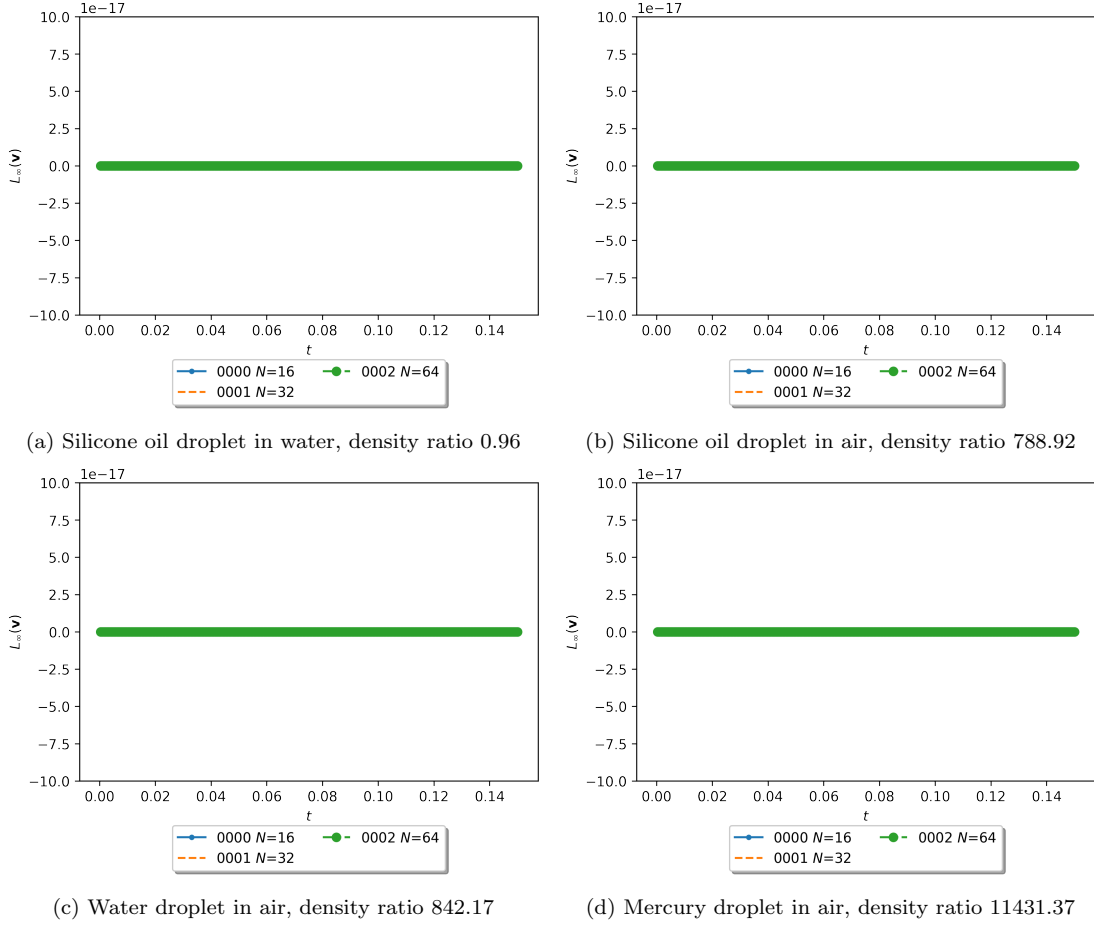 1e−17
10.0
7.5
5.0
2.5
0.0
−2.5
−5.0
−7.5
−10.0
L∞(v)
0.00 0.02 0.04 0.06 0.08 0.10 0.12 0.14
t
0000 N=16 0002 N=64
0001 N=32
(a) Silicone oil droplet in water, density ratio 0.96
1e−17
10.0
7.5
5.0
2.5
0.0
−2.5
−5.0
−7.5
−10.0
L∞(v)
0.00 0.02 0.04 0.06 0.08 0.10 0.12 0.14
t
0000 N=16 0002 N=64
0001 N=32
(b) Silicone oil droplet in air, density ratio 788.92
1e−17
10.0
7.5
5.0
2.5
0.0
−2.5
−5.0
−7.5
−10.0
L∞(v)
0.00 0.02 0.04 0.06 0.08 0.10 0.12 0.14
t
0000 N=16 0002 N=64
0001 N=32
(c) Water droplet in air, density ratio 842.17
1e−17
10.0
7.5
5.0
2.5
0.0
−2.5
−5.0
−7.5
−10.0
L∞(v)
0.00 0.02 0.04 0.06 0.08 0.10 0.12 0.14
t
0000 N=16 0002 N=64
0001 N=32
(d) Mercury droplet in air, density ratio 11431.37